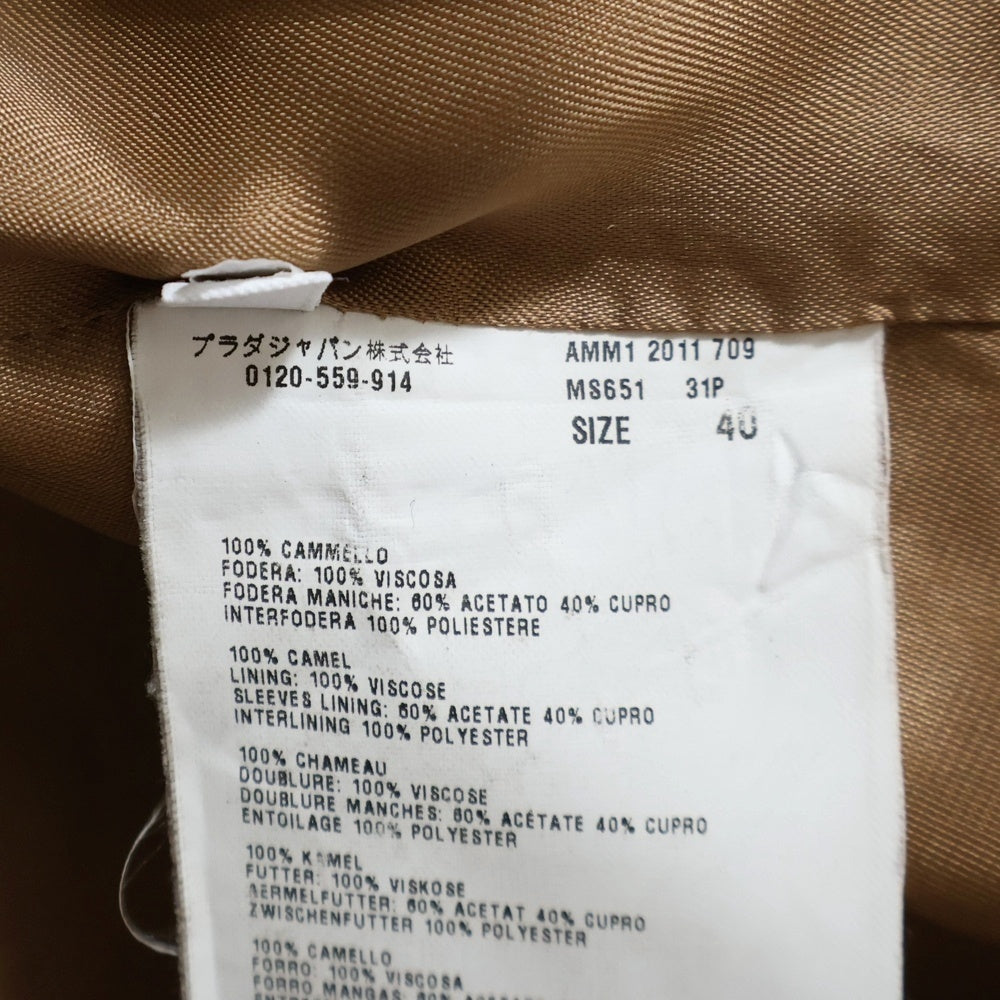 プラダジャパン株式会社
0120-559-914
AMM1 2011 709
MS651 31P
SIZE 40
100% CAMMELLO
FODERA: 100% VISCOSA
FODERA MANICHE: 60% ACETATO 40% CUPRO
INTERFODERA 100% POLIESTERE
100% CAMEL
LINING: 100% VISCOSE
SLEEVES LINING: 60% ACETATE 40% CUPRO
INTERLINING 100% POLYESTER
100% CHAMEAU
DOUBLURE: 100% VISCOSE
DOUBLURE MANCHES: 60% ACÉTATE 40% CUPRO
ENTOILAGE 100% POLYESTER
100% KAMEL
FUTTER: 100% VISKOSE
AERMELFUTTER: 60% ACETAT 40% CUPRO
ZWISCHENFUTTER 100% POLYESTER
100% CAMELLO
FORRO: 100% VISCOSA
FORRO MANGAS: 60%